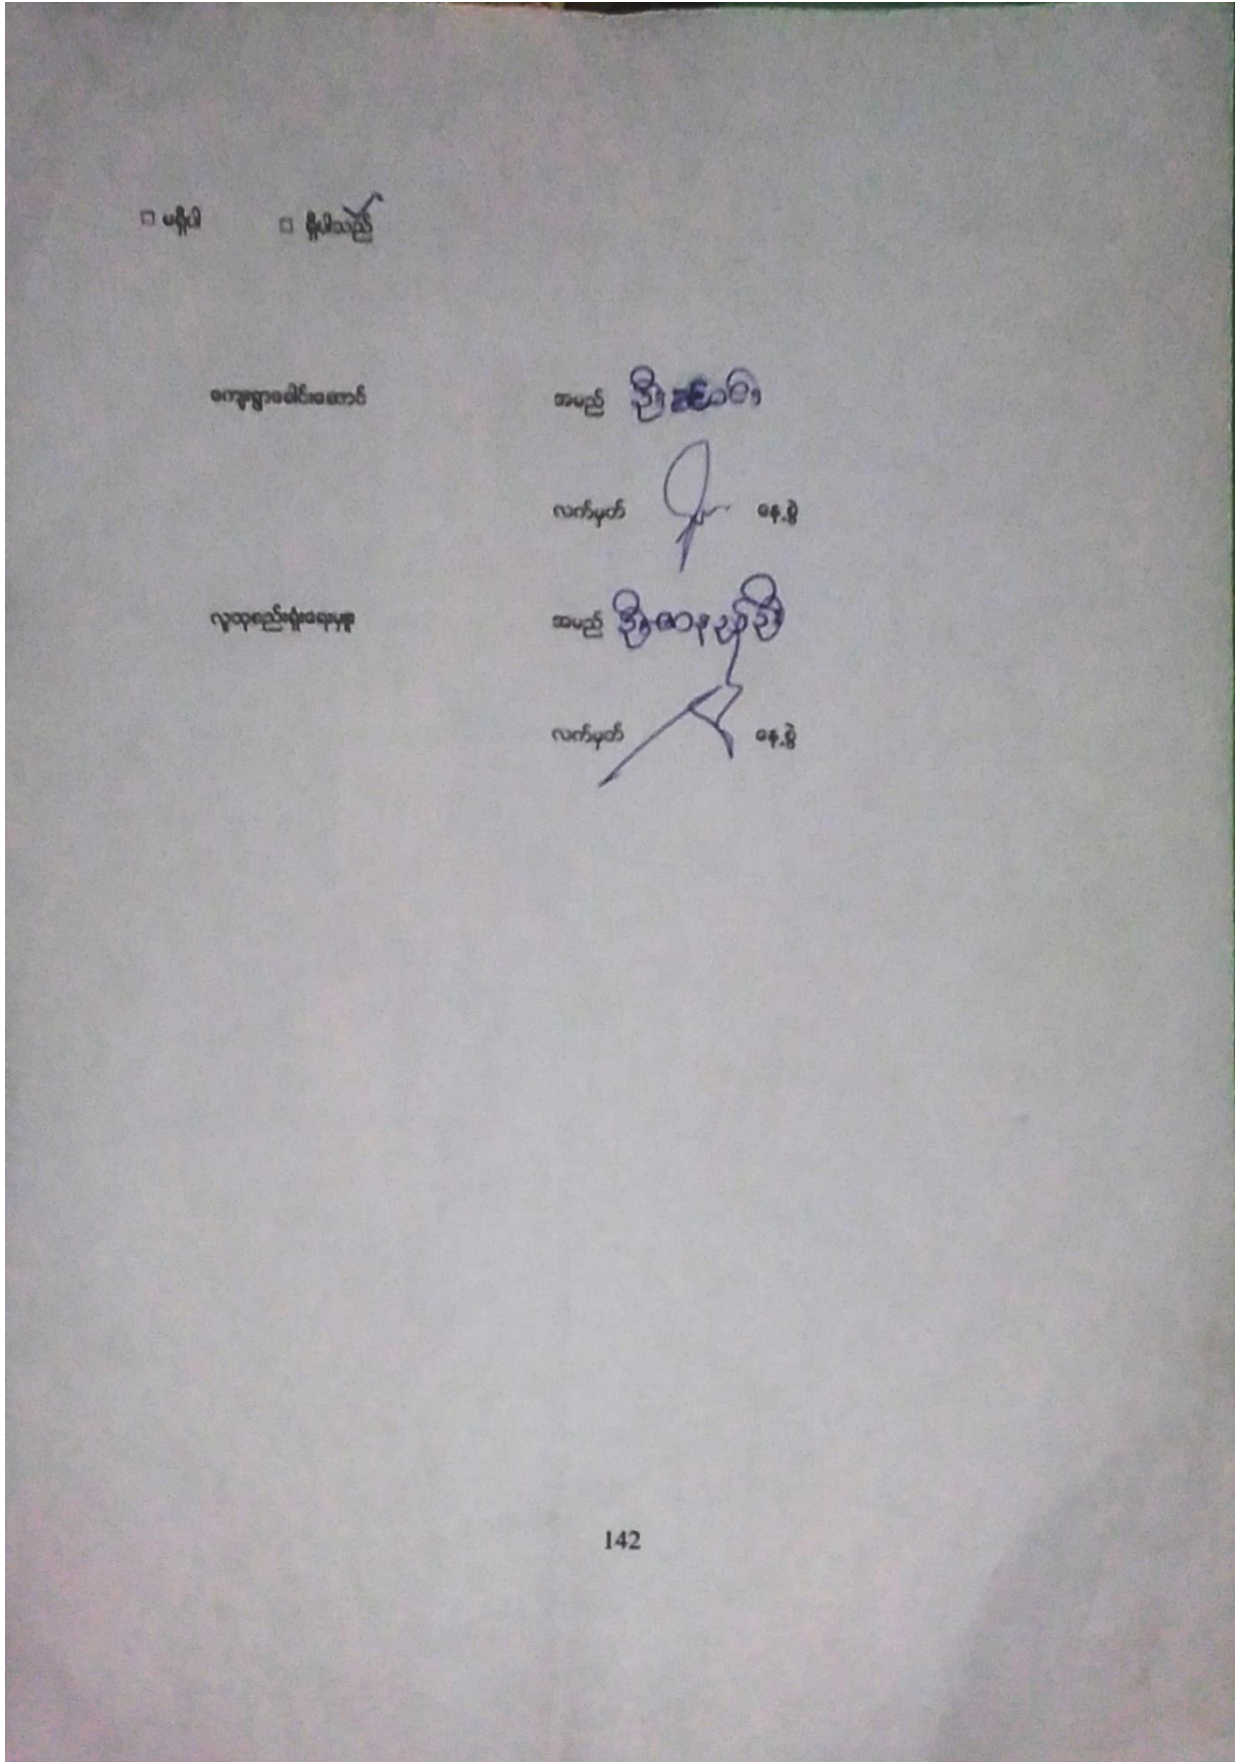 □ မရှိပါ □ ရှိပါသည်
ကျေးရွာခေါင်းဆောင် အမည် ဦး
လက်မှတ် နေ့စွဲ
လူထုစည်းရုံးရေးမှူး အမည် ဦး
လက်မှတ် နေ့စွဲ
142